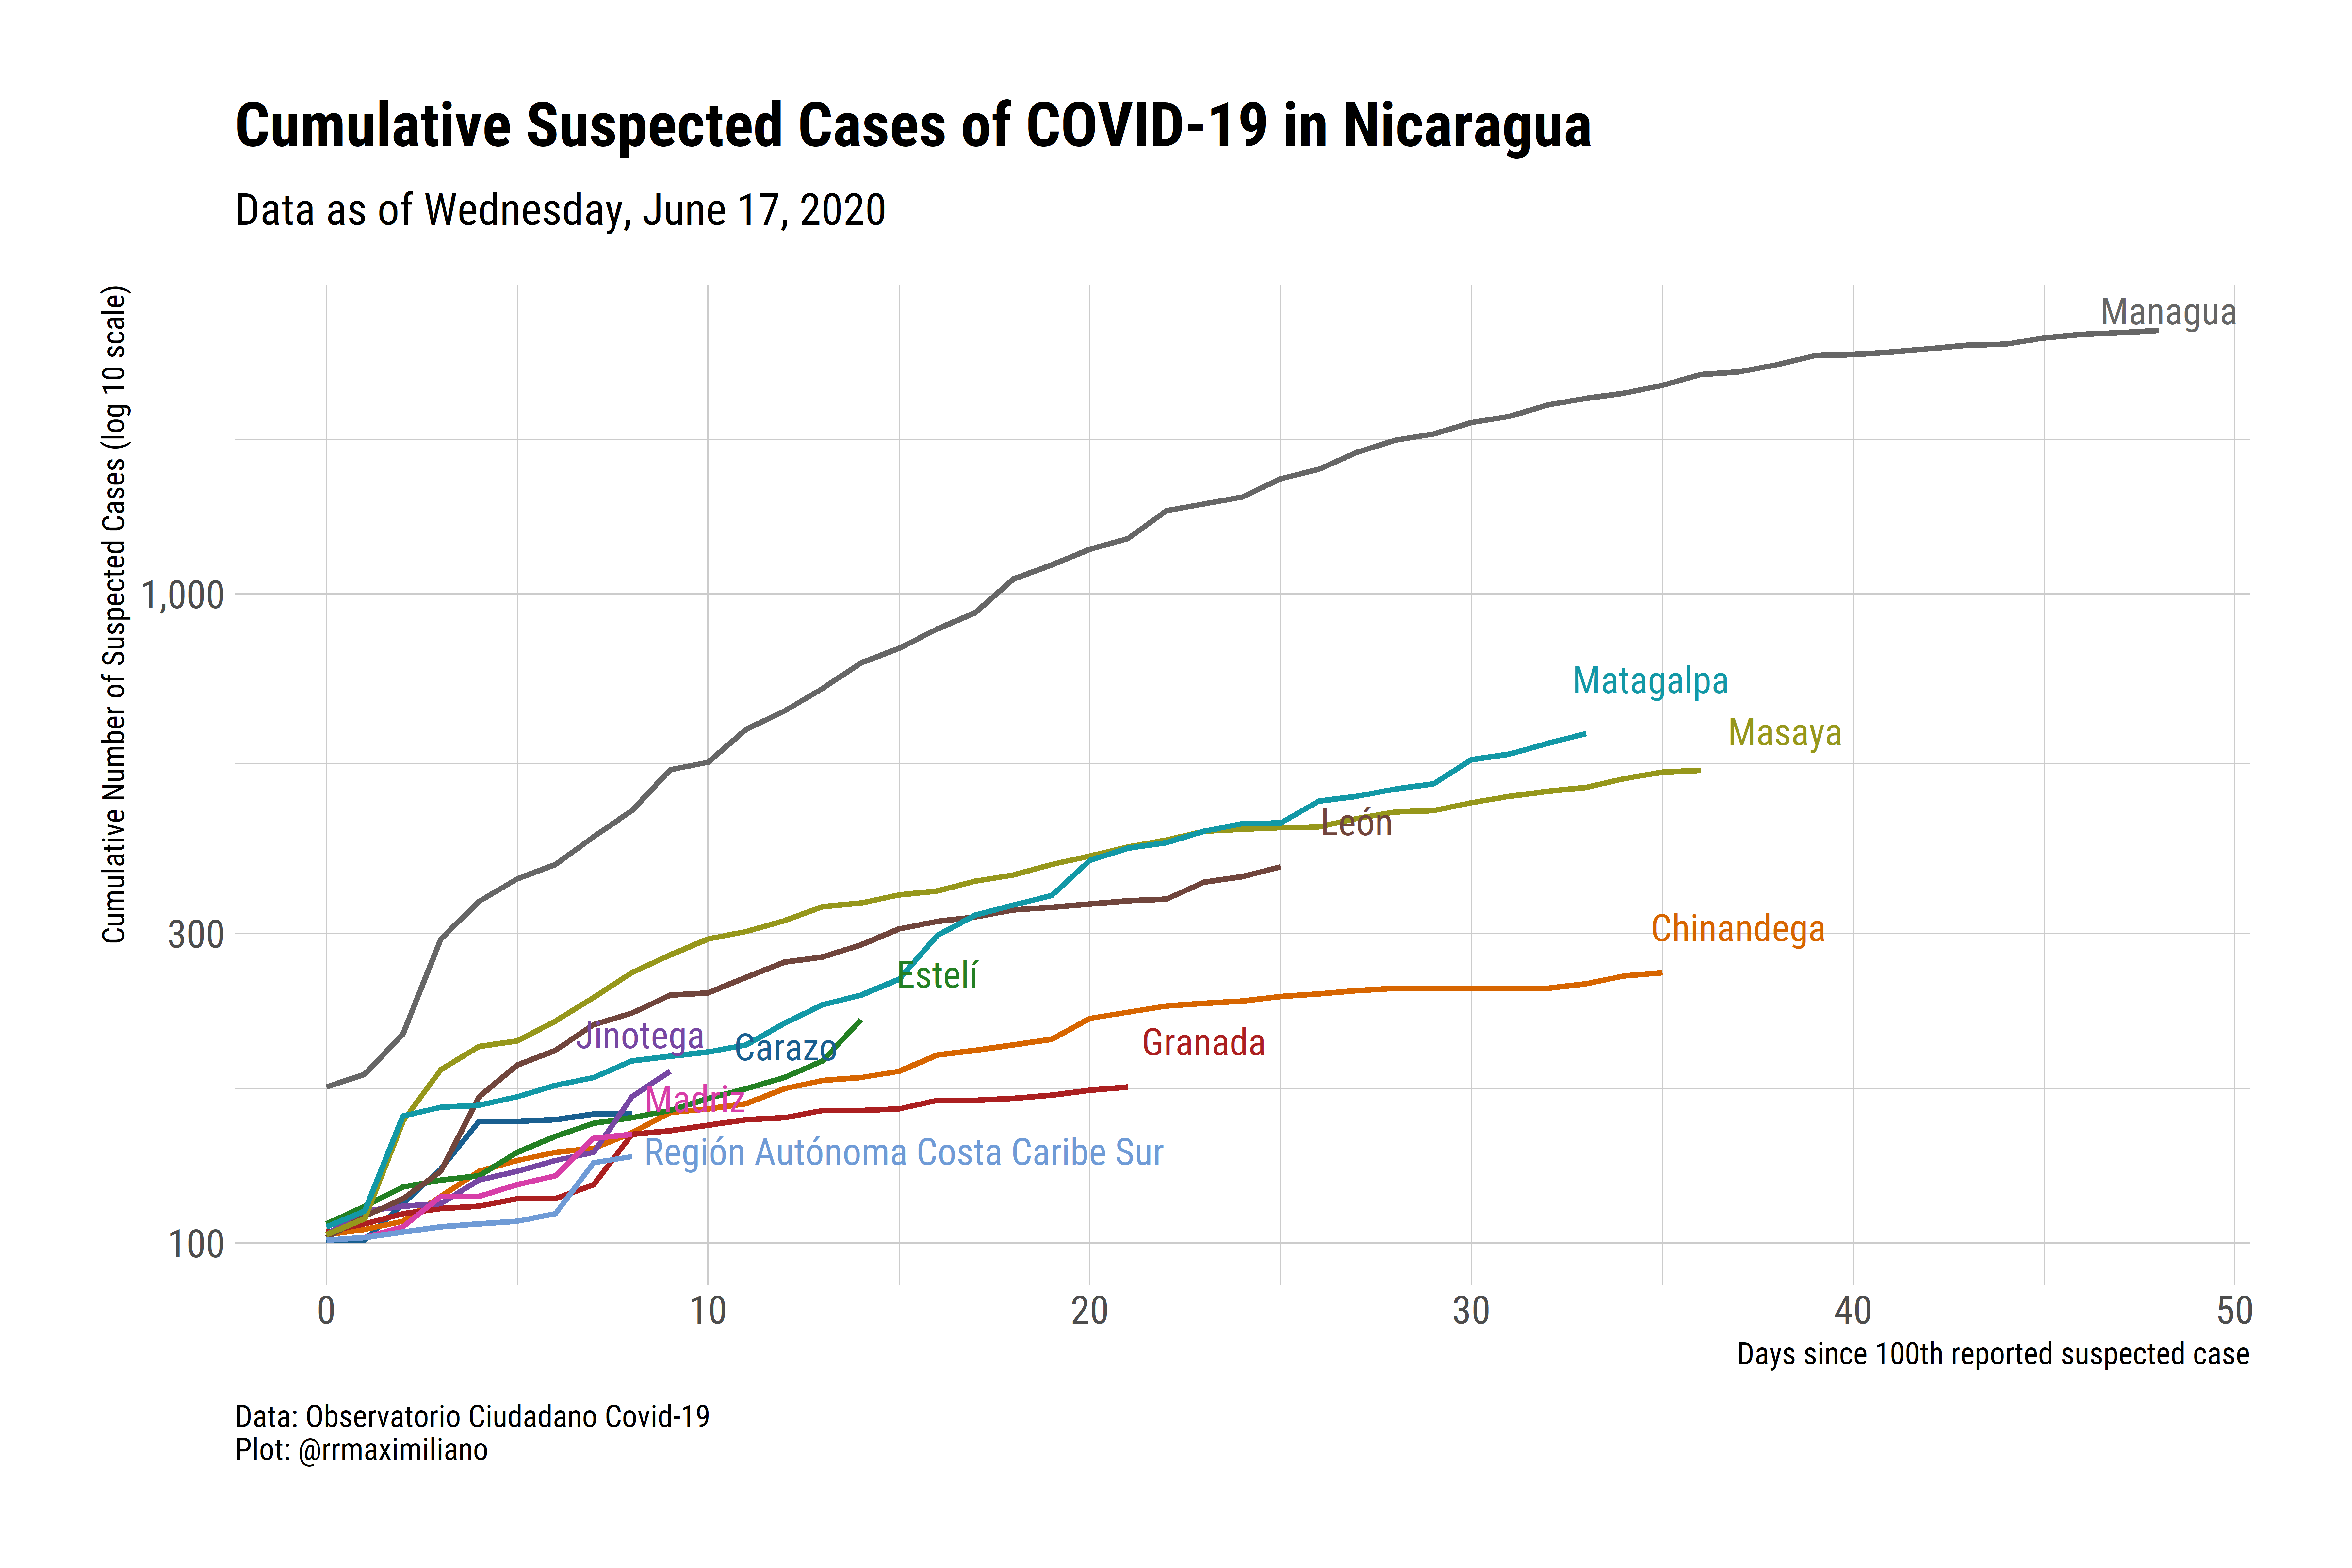 Cumulative Suspected Cases of COVID-19 in Nicaragua
Data as of Wednesday, June 17, 2020
Cumulative Number of Suspected Cases (log 10 scale)
1,000
300
100
Managua
Matagalpa
Masaya
León
Chinandega
Estelí
Jinotega
Carazo
Granada
Madriz
Región Autónoma Costa Caribe Sur
0 10 20 30 40 50
Days since 100th reported suspected case
Data: Observatorio Ciudadano Covid-19
Plot: @rrmaximiliano